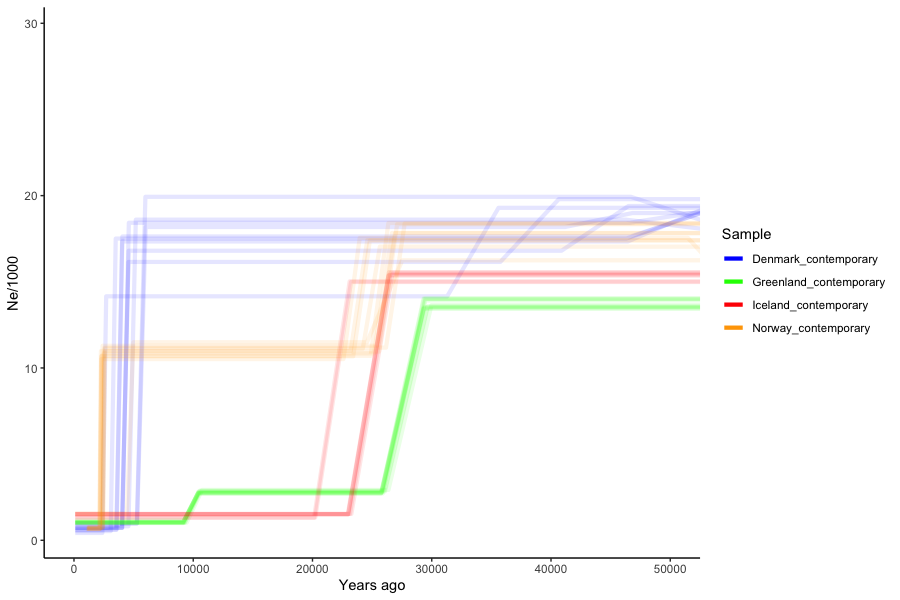 Ne/1000
30
20
10
0
0 10000 20000 30000 40000 50000
Years ago
Sample
Denmark_contemporary
Greenland_contemporary
Iceland_contemporary
Norway_contemporary